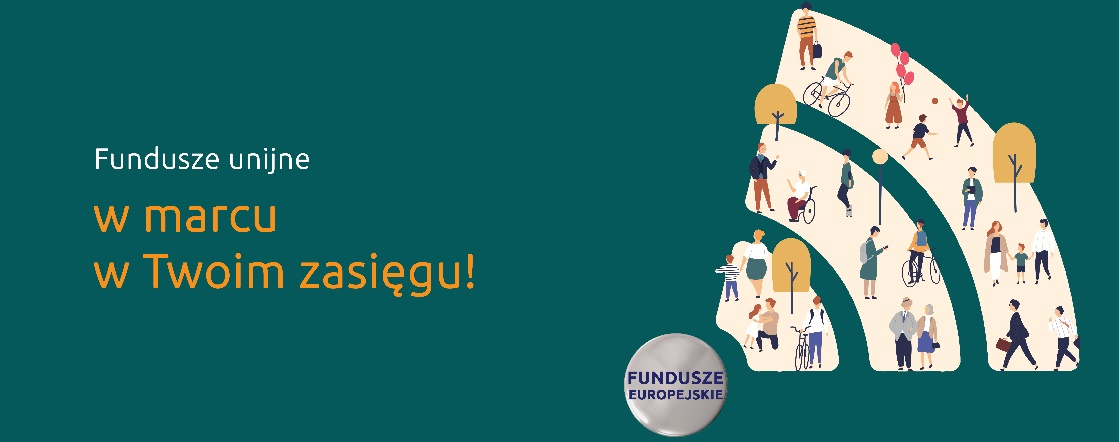 Fundusze unijne
w marcu
w Twoim zasięgu!
FUNDUSZE
EUROPEJSKIE